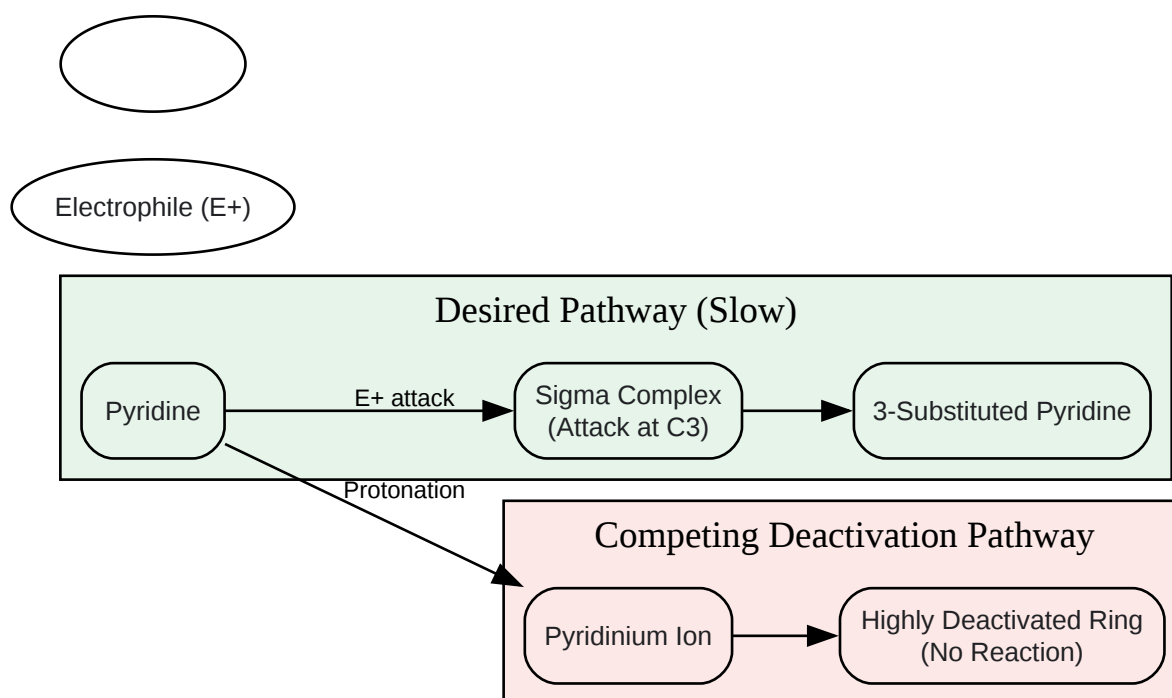 Electrophile (E+)
Desired Pathway (Slow)
Pyridine
E+ attack
Sigma Complex
(Attack at C3)
3-Substituted Pyridine
Protonation
Competing Deactivation Pathway
Pyridinium Ion
Highly Deactivated Ring
(No Reaction)